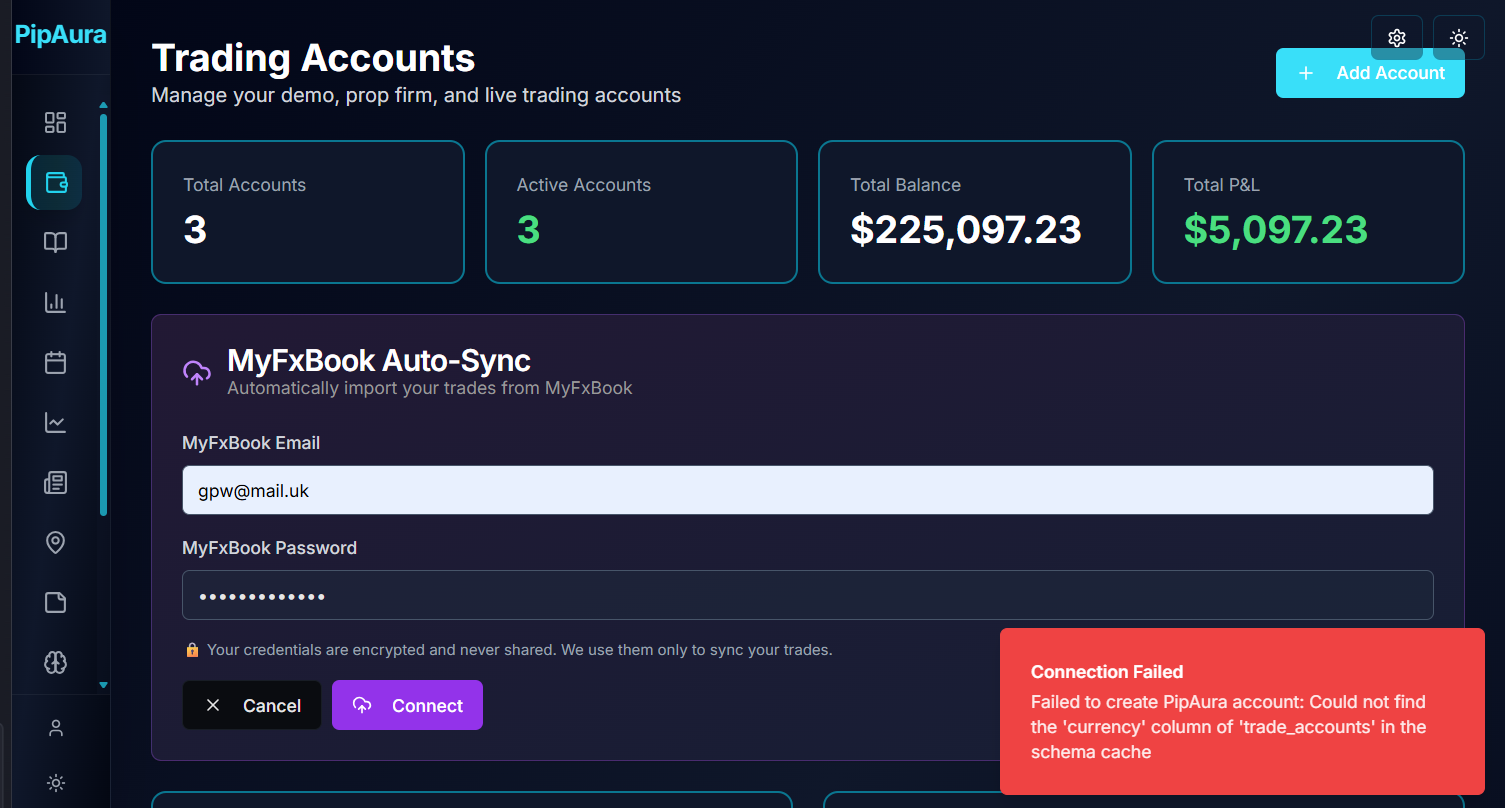 PipAura
Trading Accounts
Manage your demo, prop firm, and live trading accounts
Add Account
Total Accounts
3
Active Accounts
3
Total Balance
$225,097.23
Total P&L
$5,097.23
MyFxBook Auto-Sync
Automatically import your trades from MyFxBook
MyFxBook Email
gpw@mail.uk
MyFxBook Password
•••••••••••••
Your credentials are encrypted and never shared. We use them only to sync your trades.
Cancel
Connect
Connection Failed
Failed to create PipAura account: Could not find
the 'currency' column of 'trade_accounts' in the
schema cache